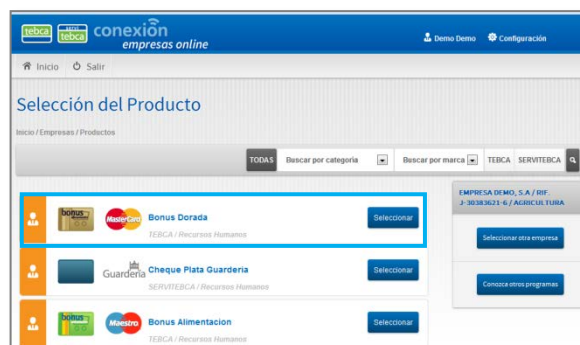 tebca servi tebca conexión
empresas online
Demo Demo Configuración
Inicio Salir
Selección del Producto
Inicio / Empresas / Productos
TODAS Buscar por categoría Buscar por marca TEBCA SERVITEBCA
EMPRESA DEMO, S.A / RIF.
J-30383621-6 / AGRICULTURA
bonus MasterCard Bonus Dorada Seleccionar
TEBCA / Recursos Humanos
Seleccionar otra empresa
Guardería Cheque Plata Guarderia Seleccionar
SERVITEBCA / Recursos Humanos
Conozca otros programas
bonus Maestro Bonus Alimentacion Seleccionar
TEBCA / Recursos Humanos